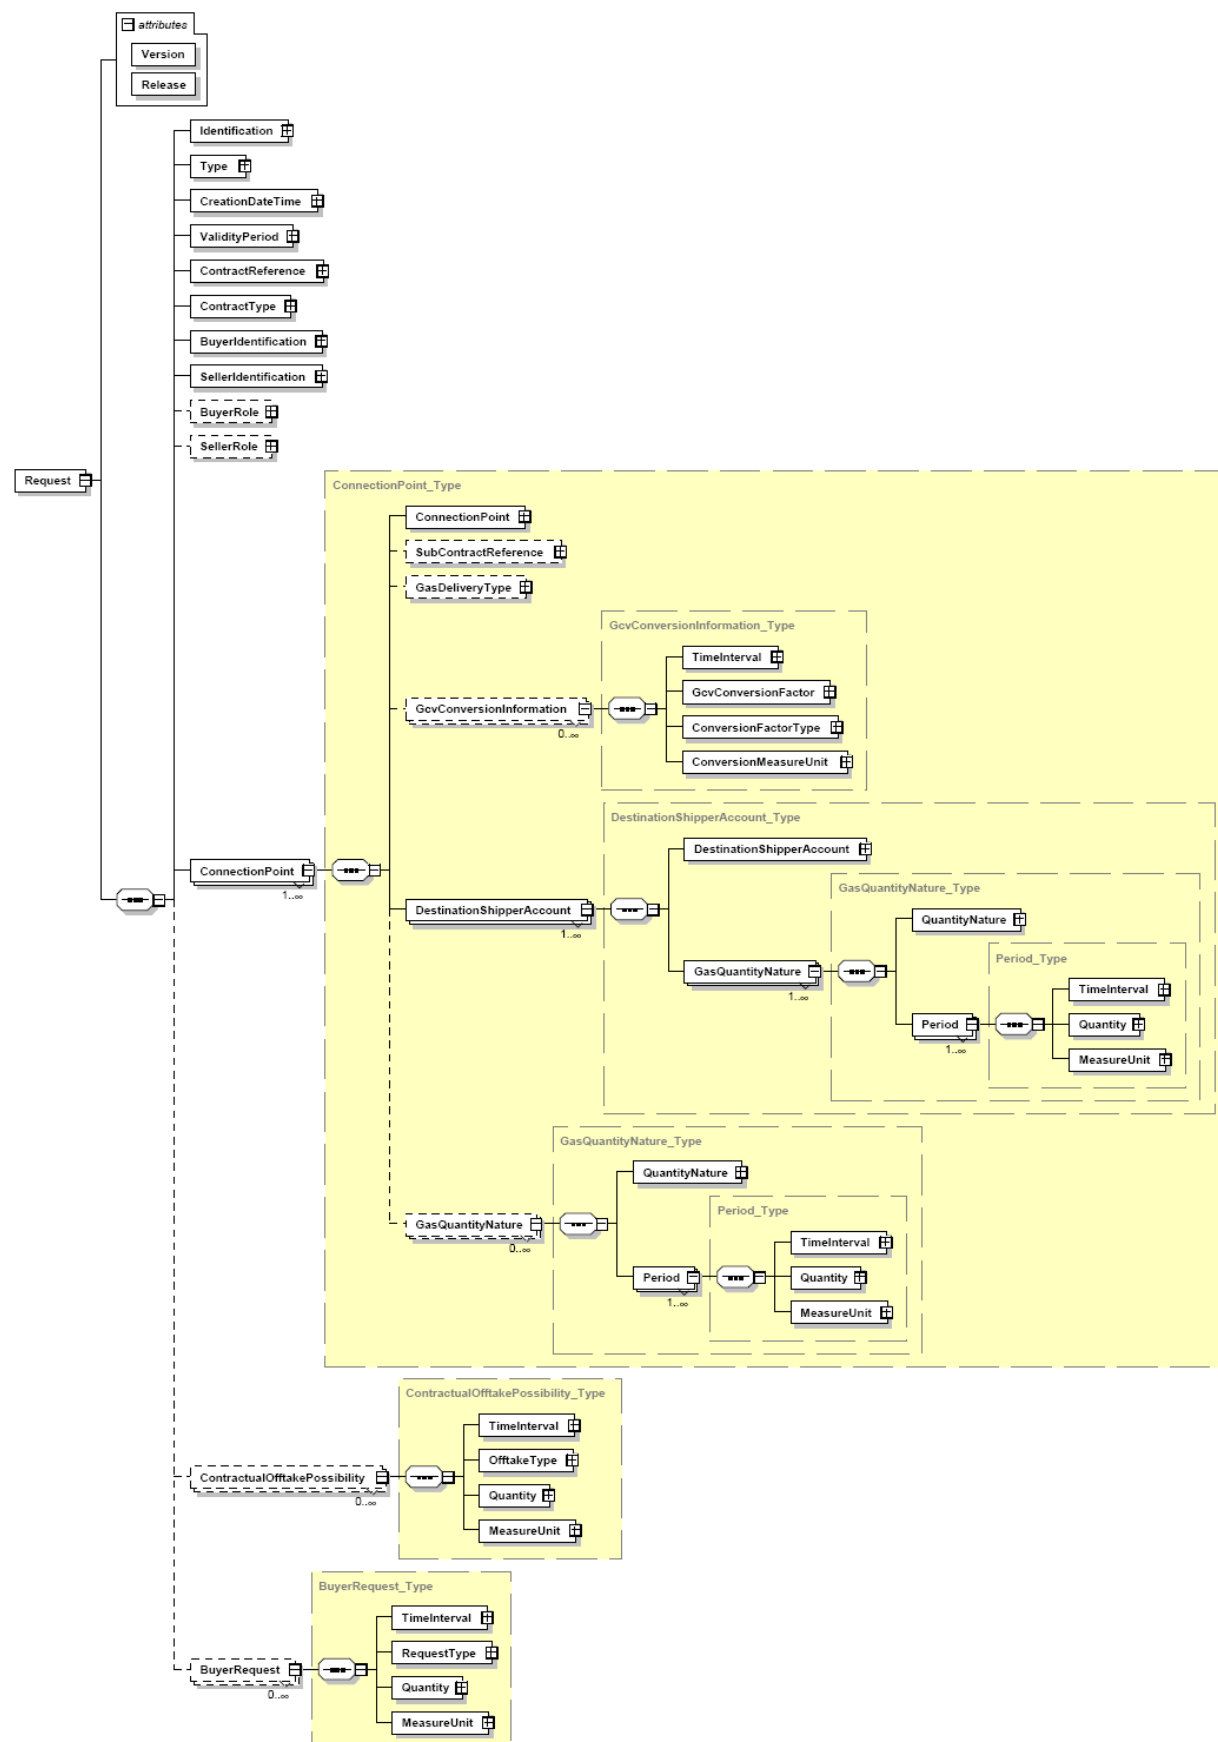 attributes
Version
Release
Identification
Type
CreationDateTime
ValidityPeriod
ContractReference
ContractType
BuyerIdentification
SellerIdentification
BuyerRole
SellerRole
Request
ConnectionPoint_Type
ConnectionPoint
SubContractReference
GasDeliveryType
GcvConversionInformation_Type
TimeInterval
GcvConversionFactor
GcvConversionInformation
0..∞
ConversionFactorType
ConversionMeasureUnit
DestinationShipperAccount_Type
DestinationShipperAccount
ConnectionPoint
1..∞
GasQuantityNature_Type
DestinationShipperAccount
1..∞
QuantityNature
Period_Type
GasQuantityNature
1..∞
TimeInterval
Period
1..∞
Quantity
MeasureUnit
GasQuantityNature_Type
QuantityNature
Period_Type
GasQuantityNature
0..∞
TimeInterval
Period
1..∞
Quantity
MeasureUnit
ContractualOfftakePossibility_Type
TimeInterval
OfftakeType
ContractualOfftakePossibility
0..∞
Quantity
MeasureUnit
BuyerRequest_Type
TimeInterval
RequestType
BuyerRequest
0..∞
Quantity
MeasureUnit